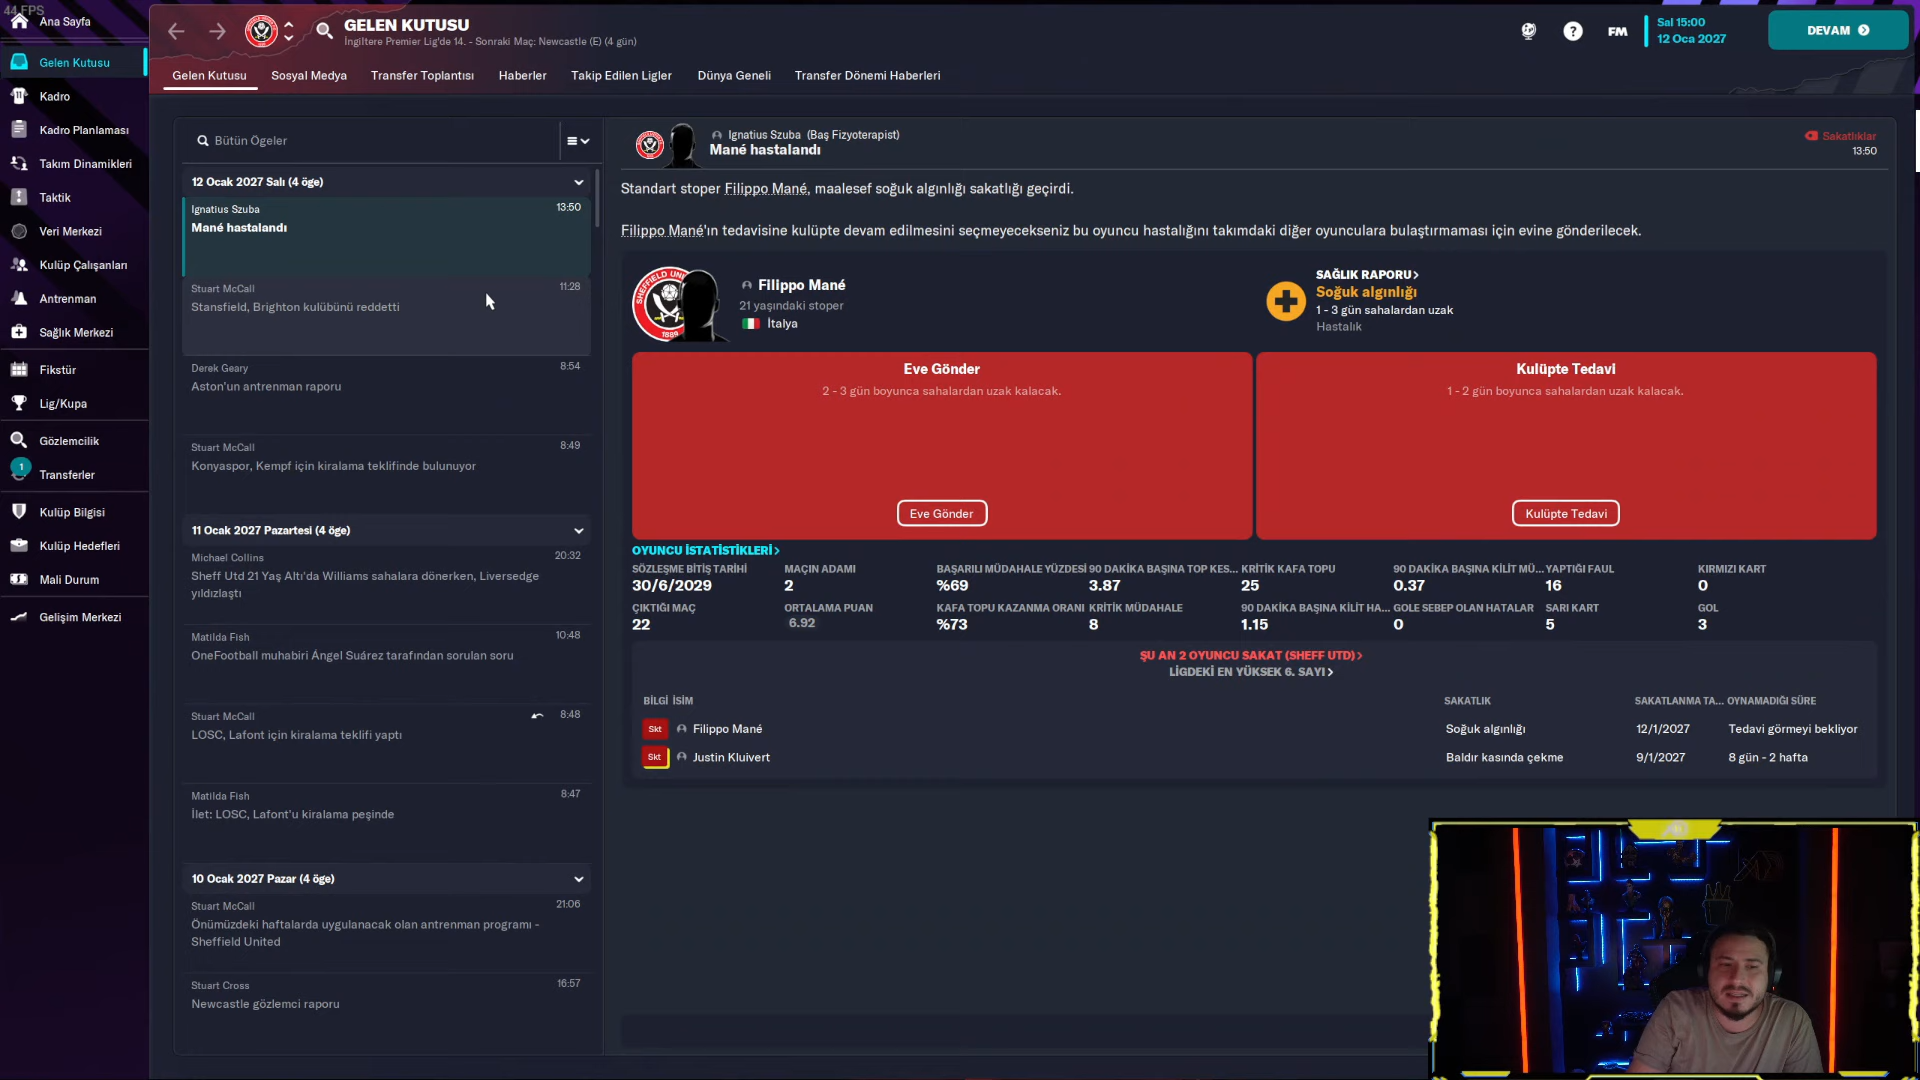 44 FPS
Ana Sayfa
Gelen Kutusu
Kadro
Kadro Planlaması
Takım Dinamikleri
Taktik
Veri Merkezi
Kulüp Çalışanları
Antrenman
Sağlık Merkezi
Fikstür
Lig/Kupa
Gözlemcilik
1
Transferler
Kulüp Bilgisi
Kulüp Hedefleri
Mali Durum
Gelişim Merkezi
GELEN KUTUSU
İngiltere Premier Lig'de 14. - Sonraki Maç: Newcastle (E) (4 gün)
FM
Sal 15:00
12 Oca 2027
DEVAM
Gelen Kutusu Sosyal Medya Transfer Toplantısı Haberler Takip Edilen Ligler Dünya Geneli Transfer Dönemi Haberleri
Bütün Ögeler
12 Ocak 2027 Salı (4 öge)
Ignatius Szuba 13:50
Mané hastalandı
Stuart McCall 11:28
Stansfield, Brighton kulübünü reddetti
Derek Geary 8:54
Aston'un antrenman raporu
Stuart McCall 8:49
Konyaspor, Kempf için kiralama teklifinde bulunuyor
11 Ocak 2027 Pazartesi (4 öge)
Michael Collins 20:32
Sheff Utd 21 Yaş Altı'da Williams sahalara dönerken, Liversedge
yıldızlaştı
Matilda Fish 10:48
OneFootball muhabiri Ángel Suárez tarafından sorulan soru
Stuart McCall 8:48
LOSC, Lafont için kiralama teklifi yaptı
Matilda Fish 8:47
İlet: LOSC, Lafont'u kiralama peşinde
10 Ocak 2027 Pazar (4 öge)
Stuart McCall 21:06
Önümüzdeki haftalarda uygulanacak olan antrenman programı -
Sheffield United
Stuart Cross 16:57
Newcastle gözlemci raporu
Ignatius Szuba (Baş Fizyoterapist)
Mané hastalandı
Sakatlıklar
13:50
Standart stoper Filippo Mané, maalesef soğuk algınlığı sakatlığı geçirdi.
Filippo Mané'ın tedavisine kulüpte devam edilmesini seçmeyecekseniz bu oyuncu hastalığını takımdaki diğer oyunculara bulaştırmaması için evine gönderilecek.
SHEFFIELD UNI
1889
Filippo Mané
21 yaşındaki stoper
İtalya
SAĞLIK RAPORU>
Soğuk algınlığı
1 - 3 gün sahalardan uzak
Hastalık
Eve Gönder
2 - 3 gün boyunca sahalardan uzak kalacak.
Eve Gönder
Kulüpte Tedavi
1 - 2 gün boyunca sahalardan uzak kalacak.
Kulüpte Tedavi
OYUNCU İSTATİSTİKLERİ>
SÖZLEŞME BİTİŞ TARİHİ MAÇIN ADAMI BAŞARILI MÜDAHALE YÜZDESİ 90 DAKİKA BAŞINA TOP KES... KRİTİK KAFA TOPU 90 DAKİKA BAŞINA KİLİT MÜ... YAPTIĞI FAUL KIRMIZI KART
30/6/2029 2 %69 3.87 25 0.37 16 0
ÇIKTIĞI MAÇ ORTALAMA PUAN KAFA TOPU KAZANMA ORANI KRİTİK MÜDAHALE 90 DAKİKA BAŞINA KİLİT HA... GOLE SEBEP OLAN HATALAR SARI KART GOL
22 6.92 %73 8 1.15 0 5 3
ŞU AN 2 OYUNCU SAKAT (SHEFF UTD)>
LİGDEKİ EN YÜKSEK 6. SAYI>
BİLGİ İSİM SAKATLIK SAKATLANMA TA... OYNAMADIĞI SÜRE
Skt Filippo Mané Soğuk algınlığı 12/1/2027 Tedavi görmeyi bekliyor
Skt Justin Kluivert Baldır kasında çekme 9/1/2027 8 gün - 2 hafta